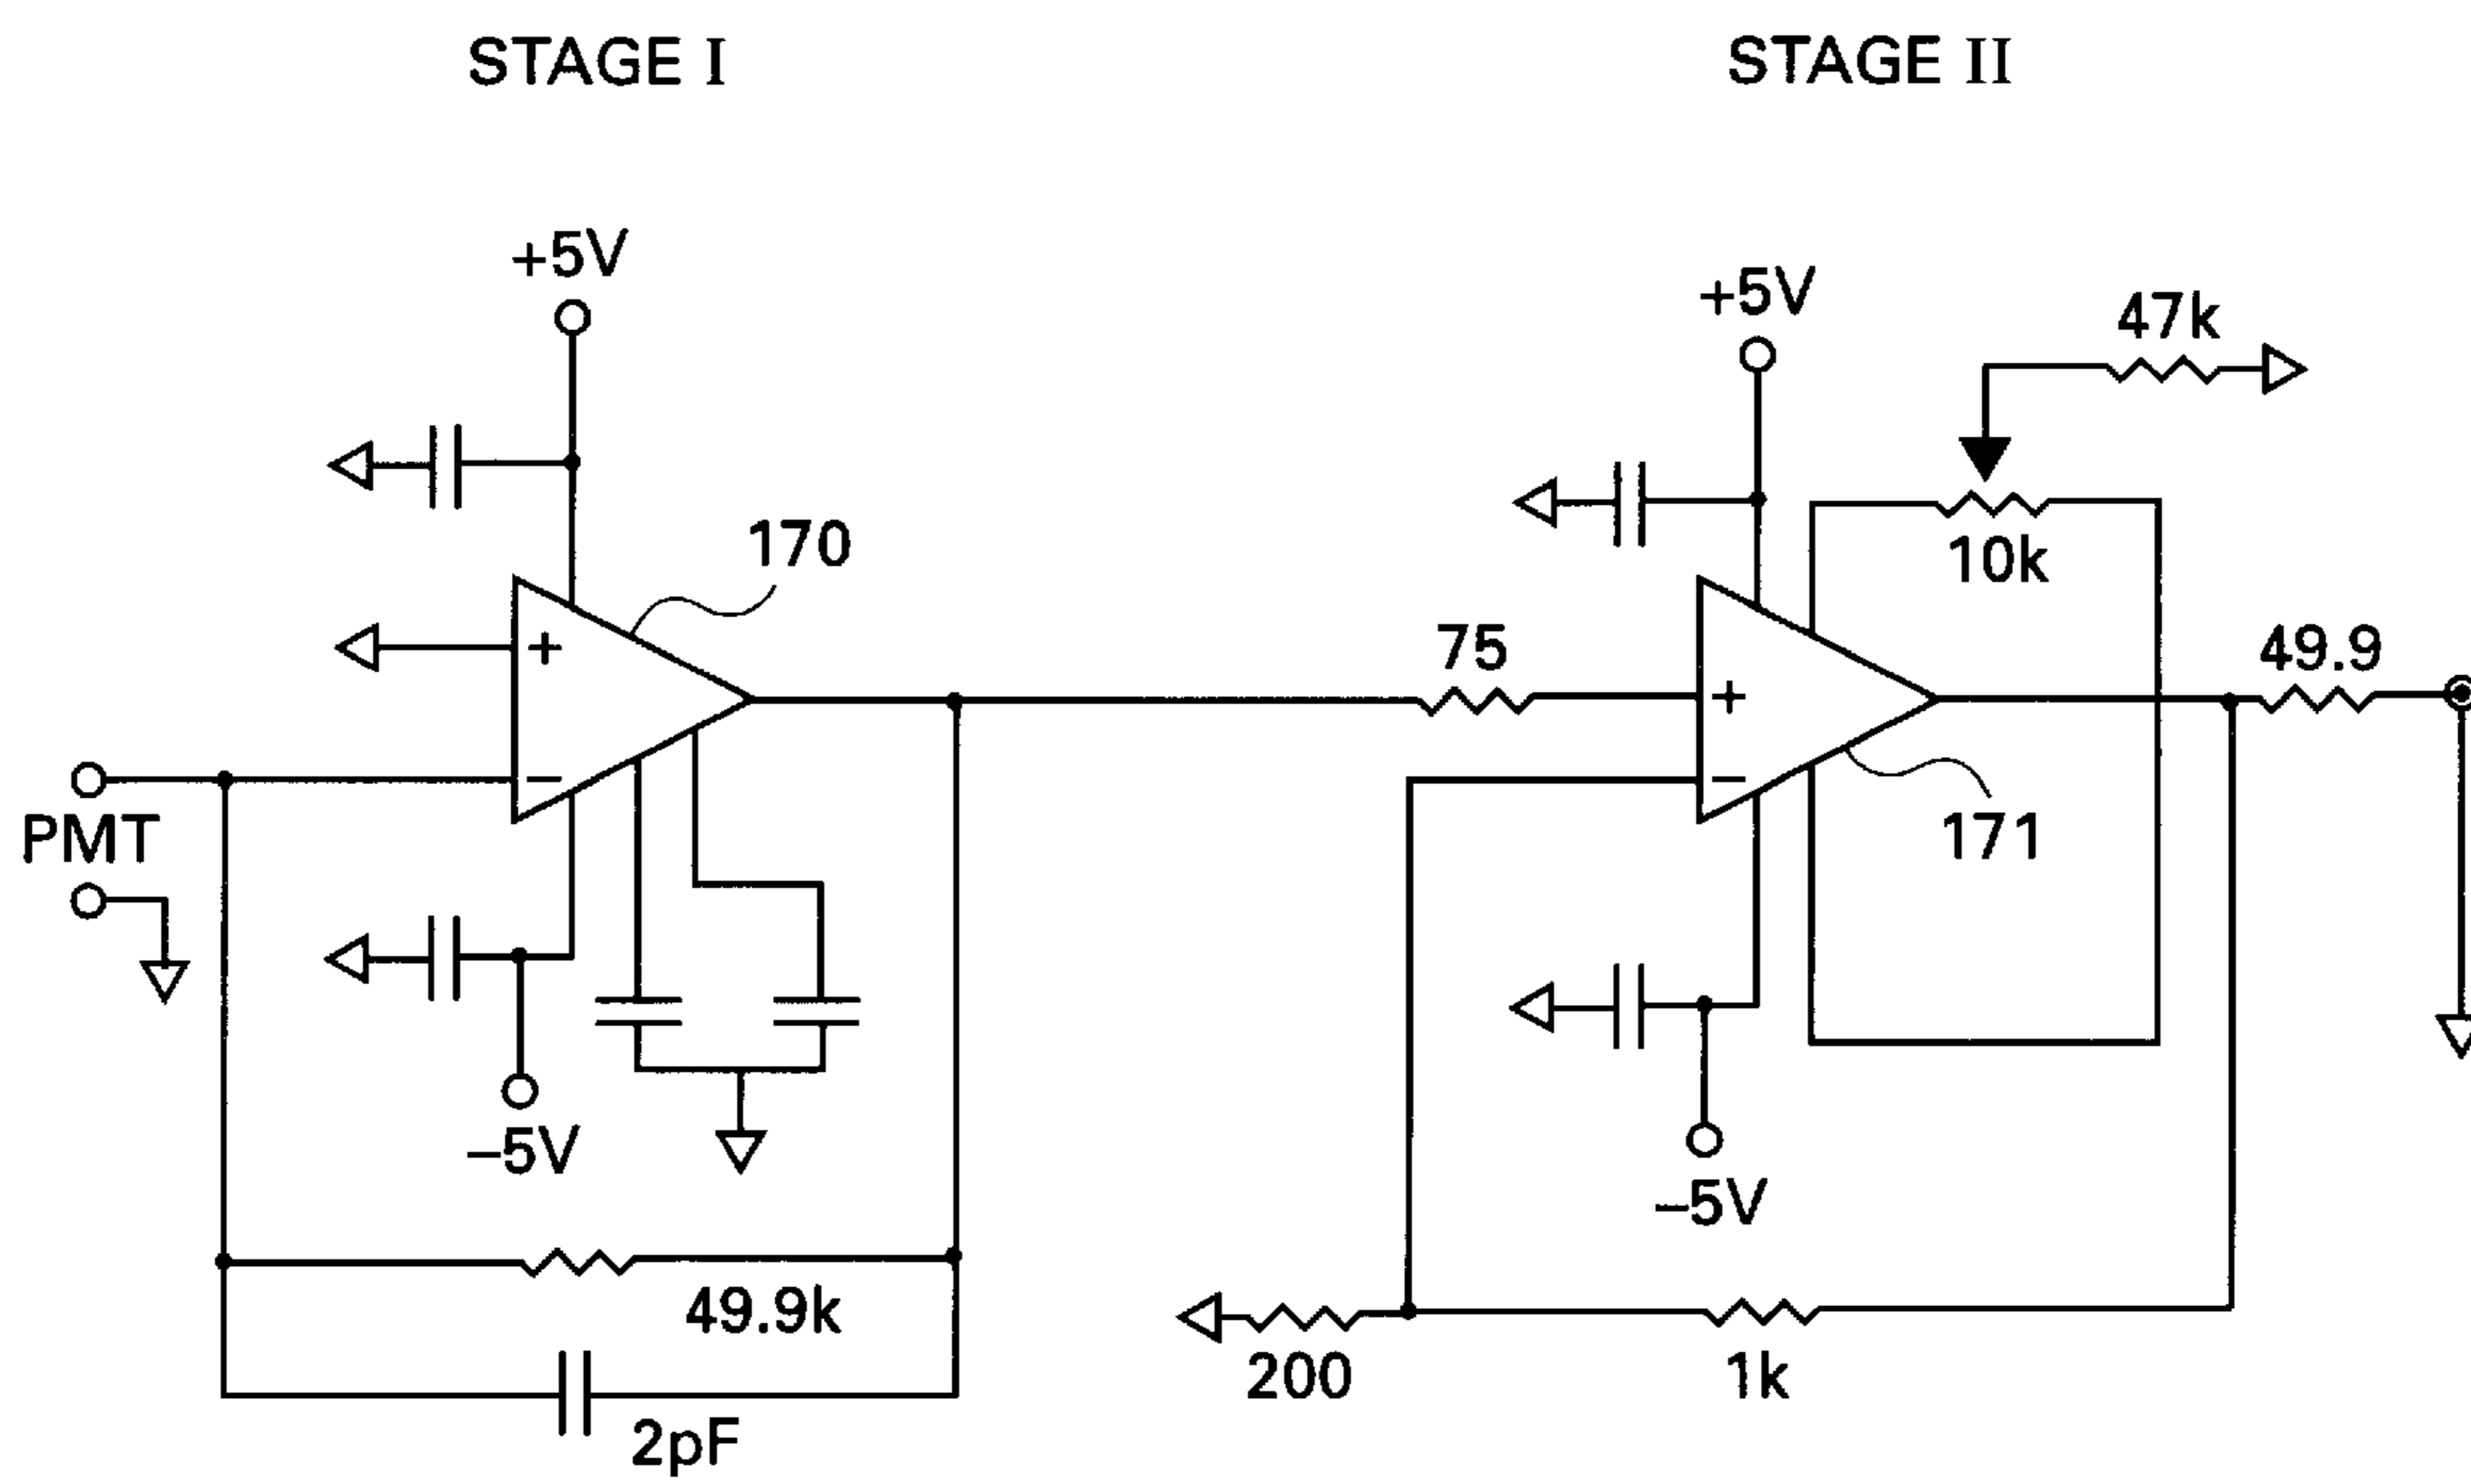 STAGE I
STAGE II
+5V
+5V
47k
170
10k
+
75
+
49.9
−
−
PMT
171
−5V
−5V
49.9k
200
1k
2pF